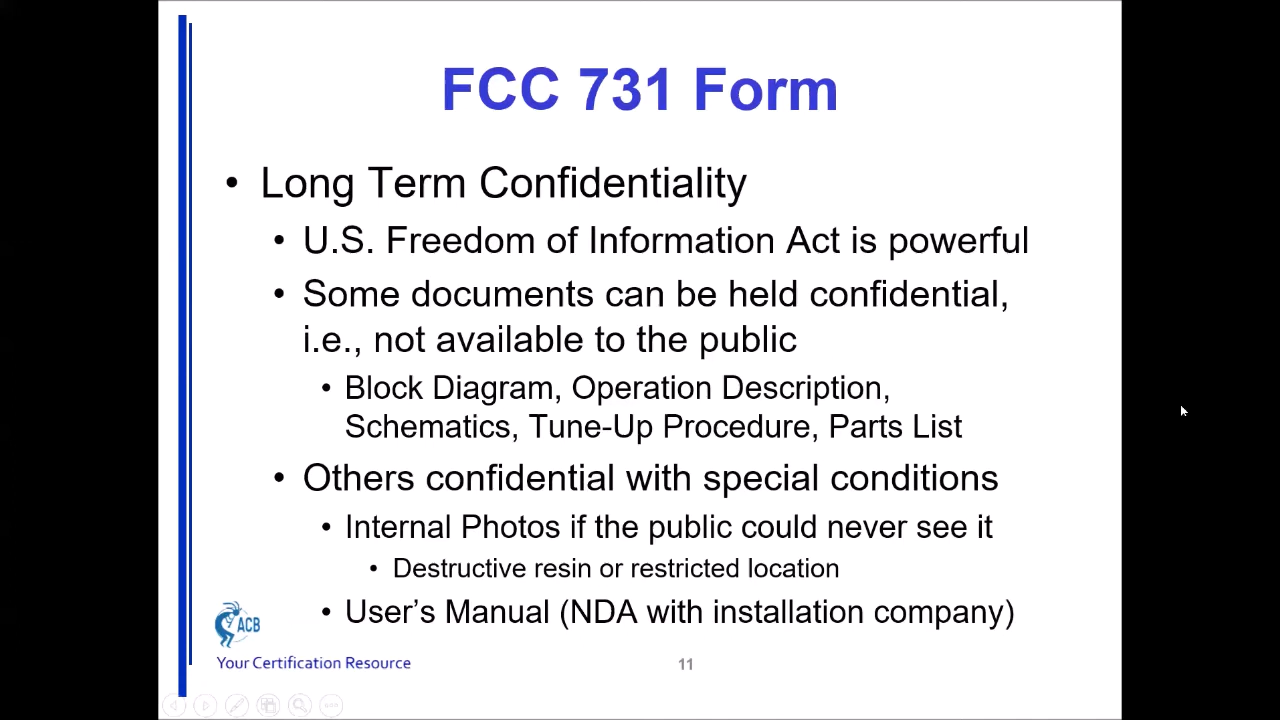 FCC 731 Form
• Long Term Confidentiality
• U.S. Freedom of Information Act is powerful
• Some documents can be held confidential,
i.e., not available to the public
• Block Diagram, Operation Description,
Schematics, Tune-Up Procedure, Parts List
• Others confidential with special conditions
• Internal Photos if the public could never see it
• Destructive resin or restricted location
• User's Manual (NDA with installation company)
ACB
Your Certification Resource
11